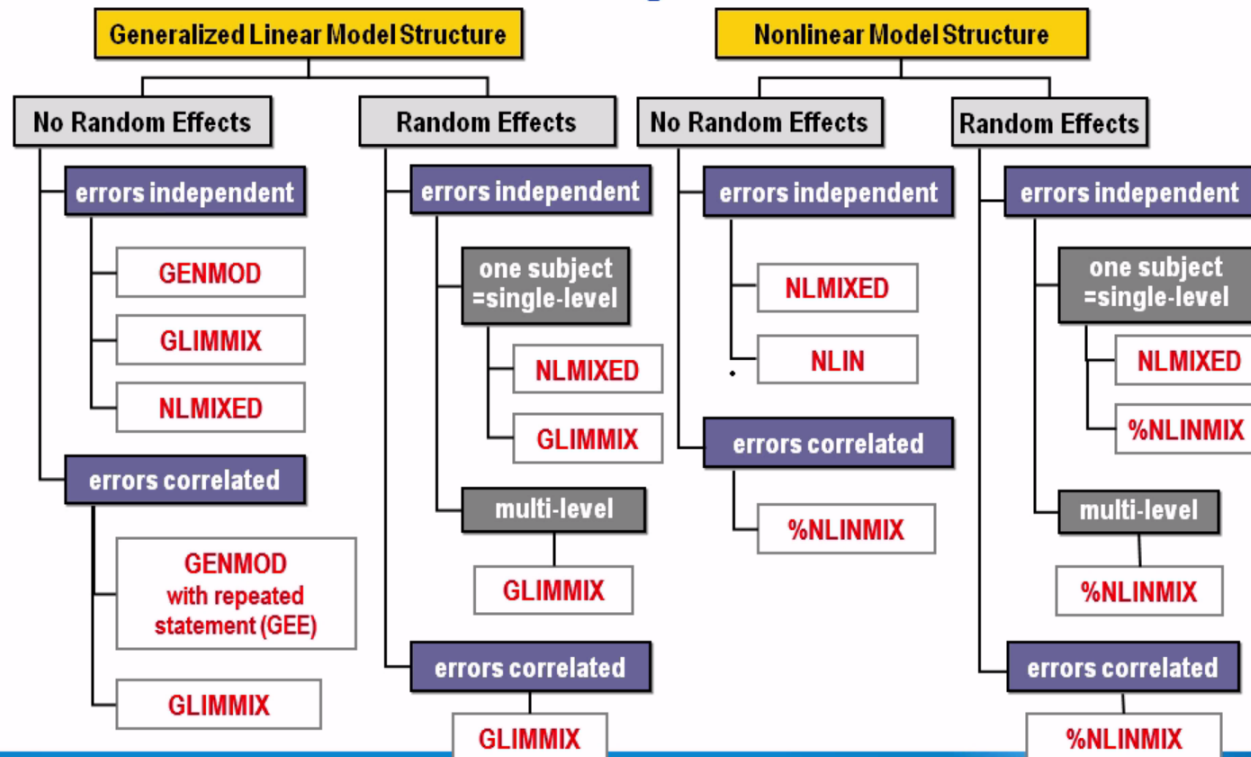 Generalized Linear Model Structure
No Random Effects
errors independent
GENMOD
GLIMMIX
NLMIXED
errors correlated
GENMOD
with repeated
statement (GEE)
GLIMMIX
Random Effects
errors independent
one subject
=single-level
NLMIXED
GLIMMIX
multi-level
GLIMMIX
errors correlated
GLIMMIX
Nonlinear Model Structure
No Random Effects
errors independent
NLMIXED
NLIN
errors correlated
%NLINMIX
Random Effects
errors independent
one subject
=single-level
NLMIXED
%NLINMIX
multi-level
%NLINMIX
errors correlated
%NLINMIX